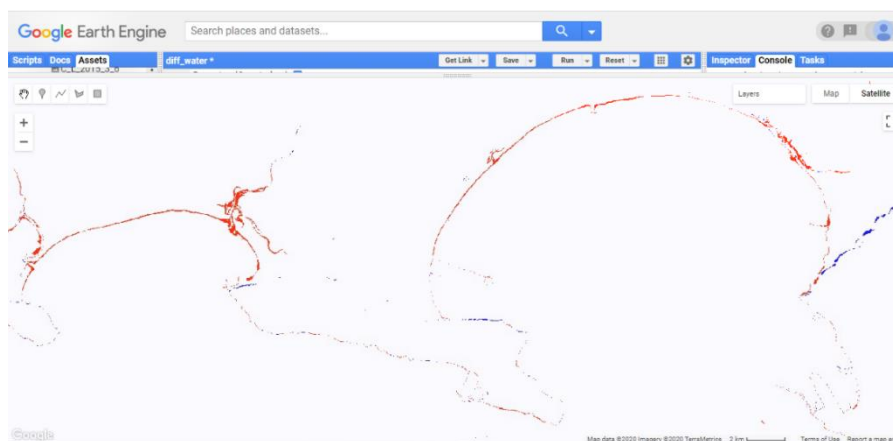 Google Earth Engine
Search places and datasets...
Scripts Docs Assets
diff_water *
Get Link Save Run Reset
Inspector Console Tasks
Layers
Map Satellite
+
−
Google
Map data ©2020 Imagery ©2020 TerraMetrics 2 km Terms of Use Report a map e